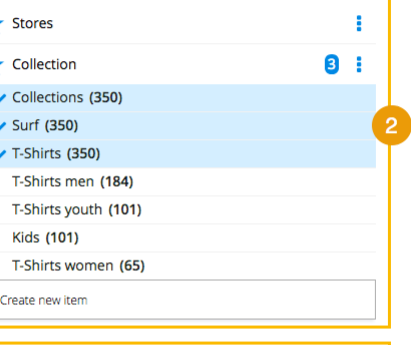 Stores
Collection 3
Collections (350)
Surf (350)
2
T-Shirts (350)
T-Shirts men (184)
T-Shirts youth (101)
Kids (101)
T-Shirts women (65)
Create new item